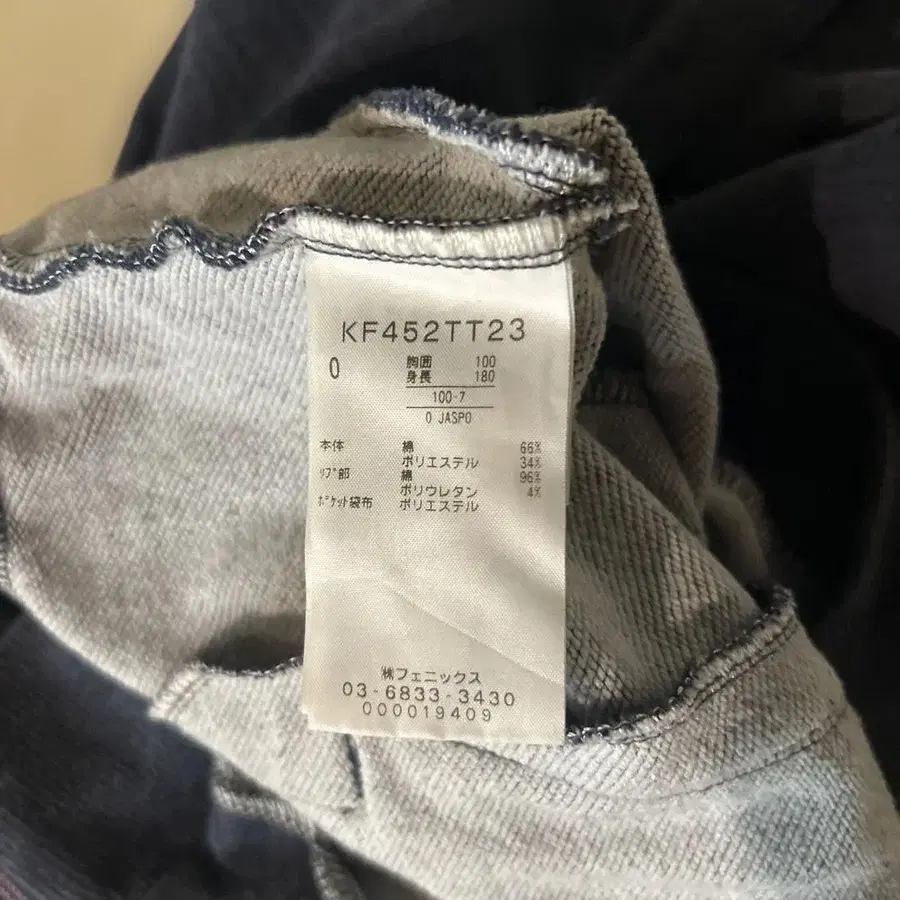 KF452TT23
0 胸囲 100
身長 180
100-7
0 JASPO
本体 綿 66%
ポリエステル 34%
リブ部 綿 96%
ポリウレタン 4%
ポケット袋布 ポリエステル
㈱フェニックス
03-6833-3430
000019409